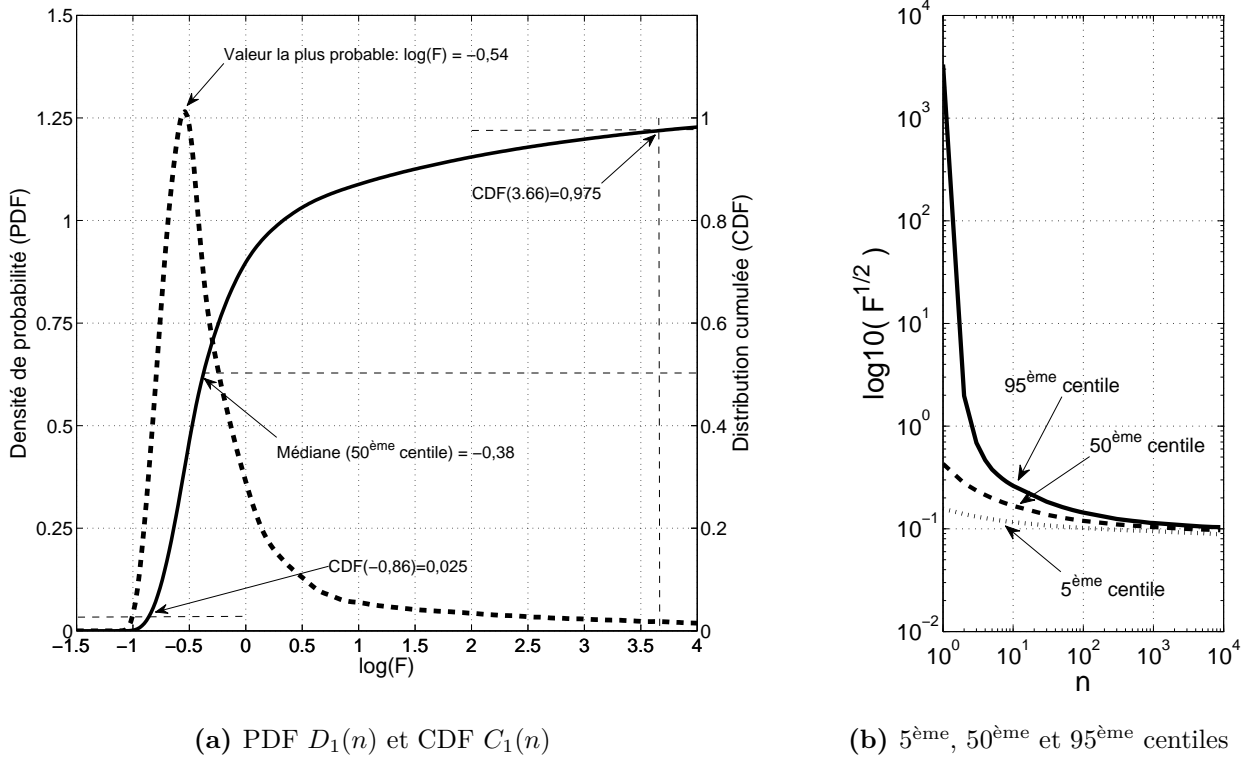 1.5
1.25
1
0.75
0.5
0.25
0
Densité de probabilité (PDF)
Valeur la plus probable: log(F) = −0,54
CDF(3.66)=0,975
Médiane (50ème centile) = −0,38
CDF(−0,86)=0,025
1
0.8
0.6
0.4
0.2
0
Distribution cumulée (CDF)
−1.5 −1 −0.5 0 0.5 1 1.5 2 2.5 3 3.5 4
log(F)
(a) PDF D1(n) et CDF C1(n)
10^4
10^3
10^2
10^1
10^0
10^−1
10^−2
log10( F^1/2 )
95ème centile
50ème centile
5ème centile
10^0 10^1 10^2 10^3 10^4
n
(b) 5ème, 50ème et 95ème centiles